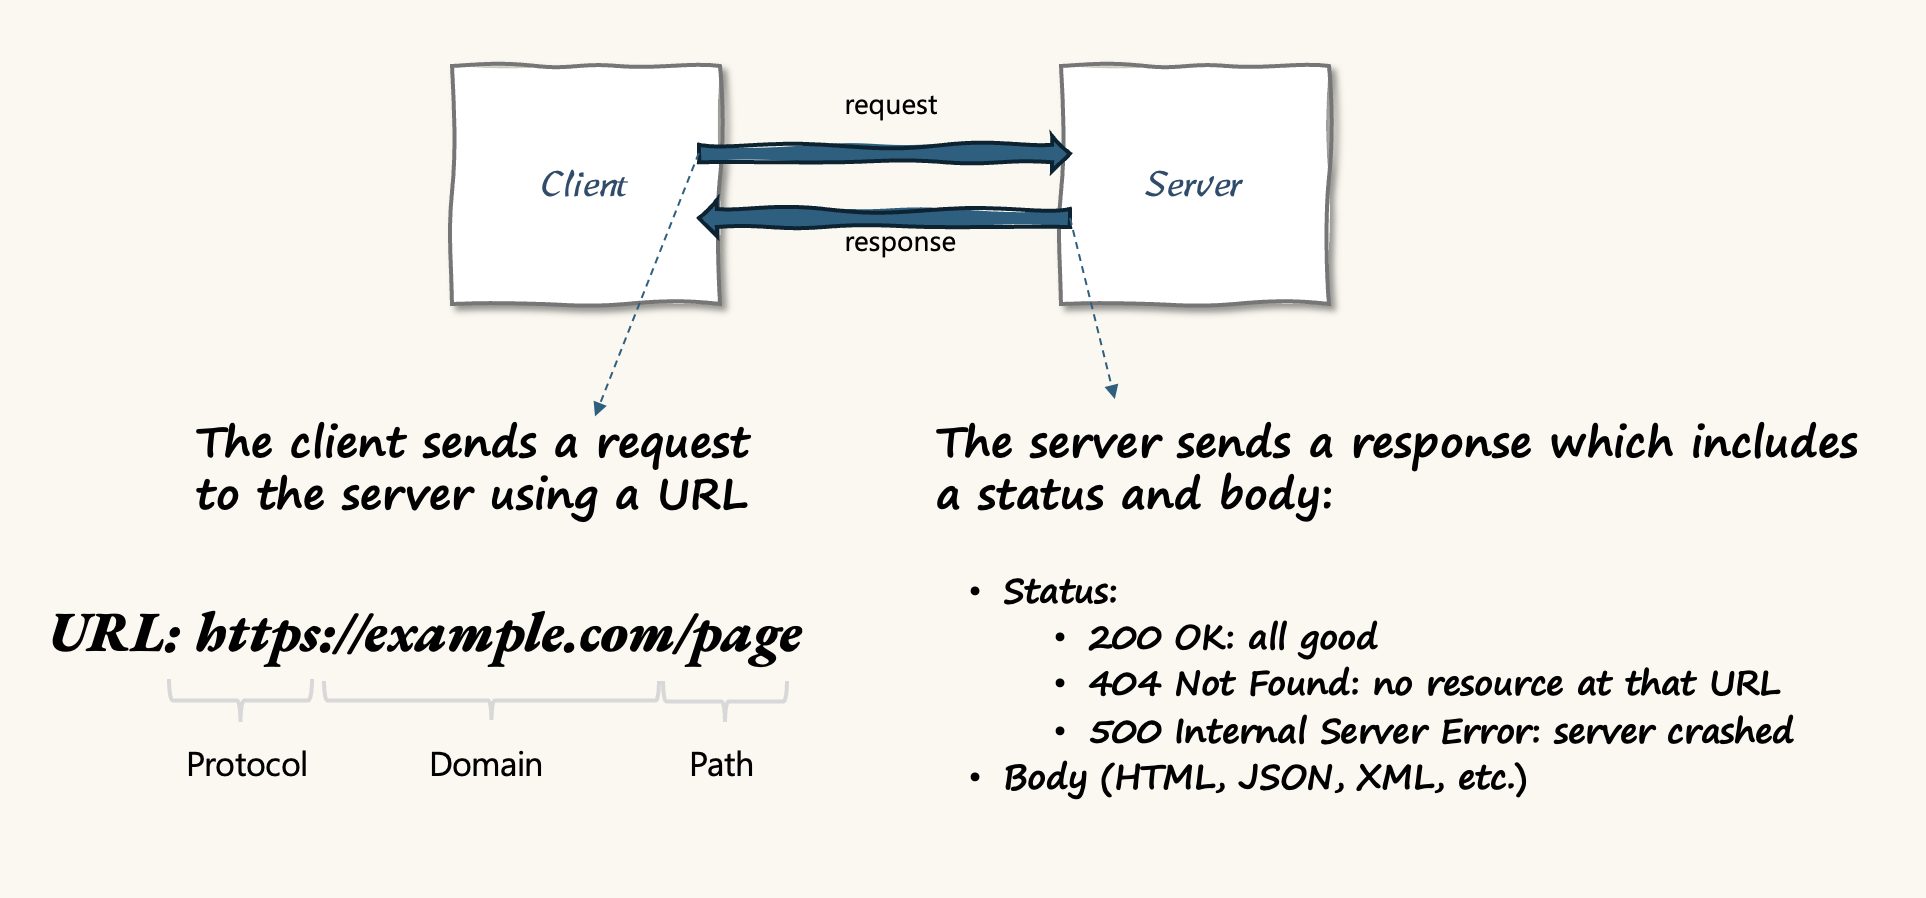 request
Client
Server
response
The client sends a request
to the server using a URL
The server sends a response which includes
a status and body:
URL: https://example.com/page
Protocol
Domain
Path
• Status:
• 200 OK: all good
• 404 Not Found: no resource at that URL
• 500 Internal Server Error: server crashed
• Body (HTML, JSON, XML, etc.)